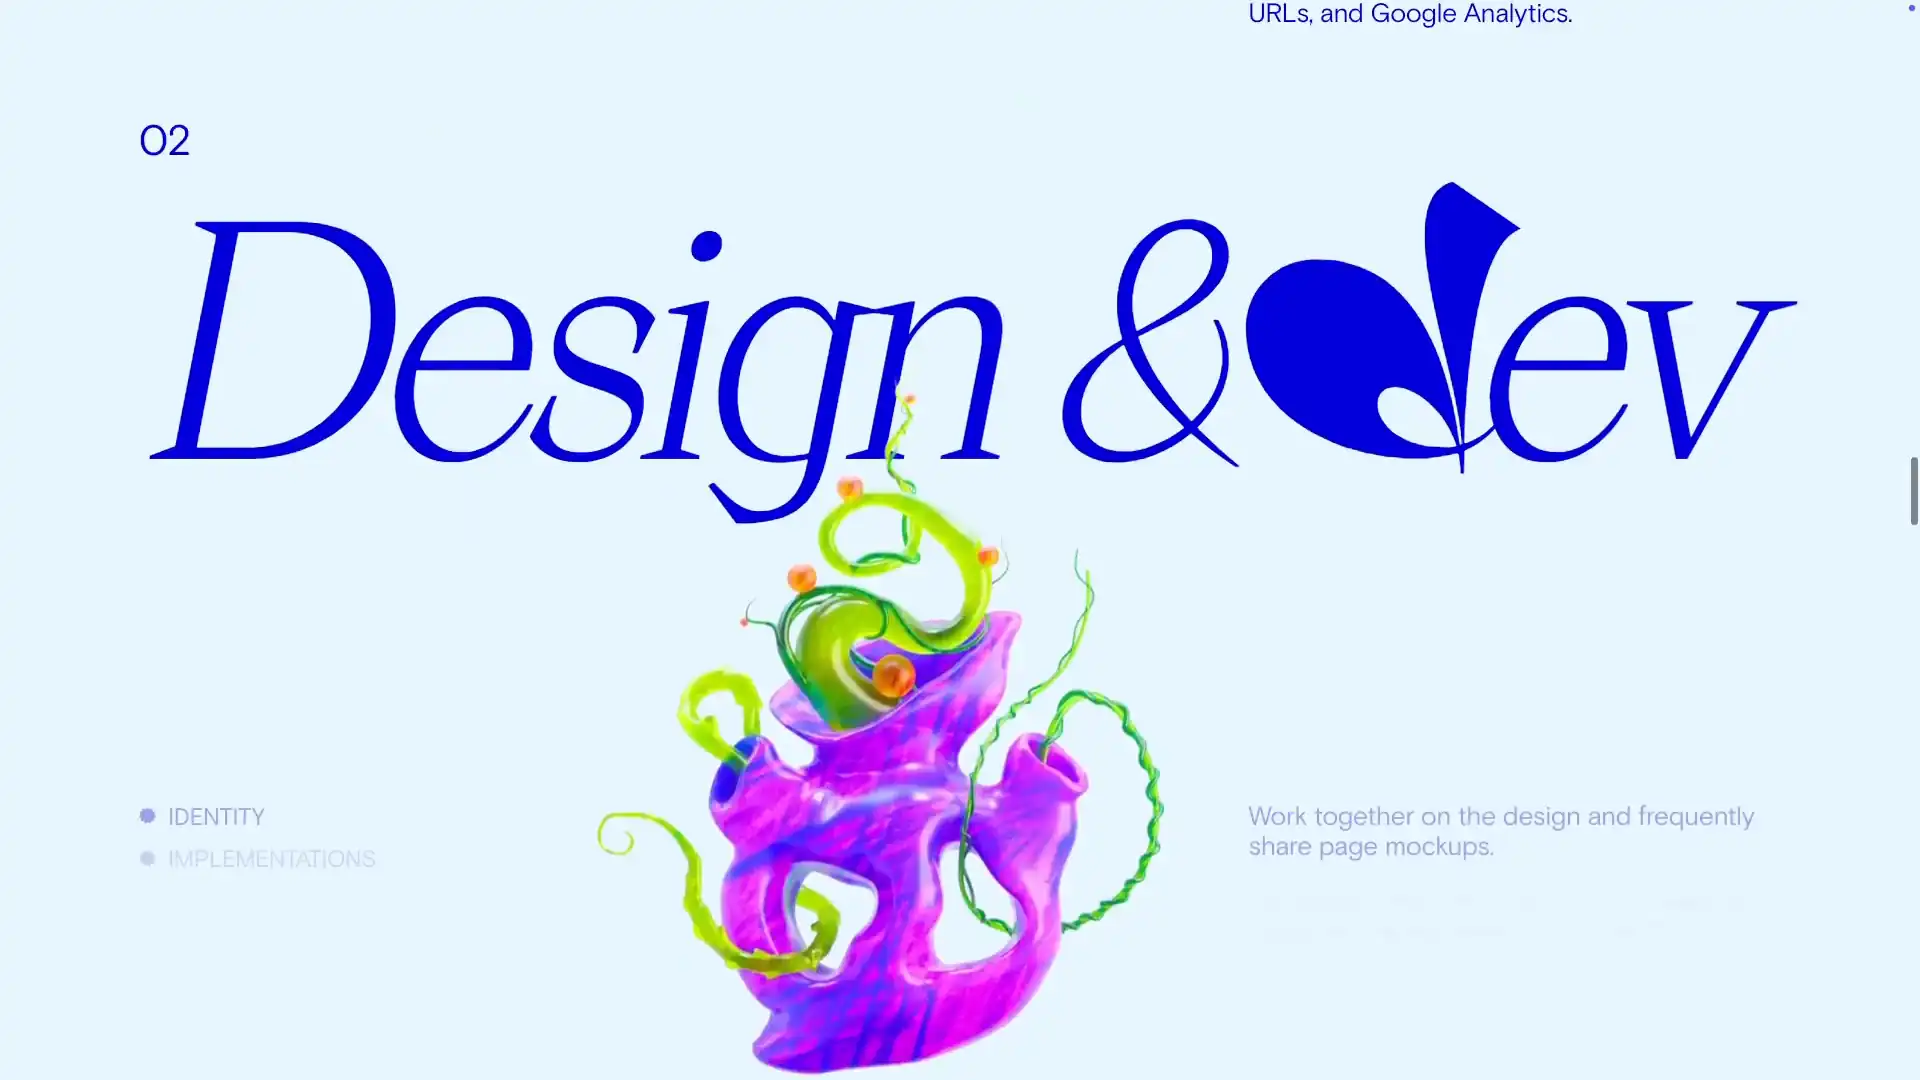 URLs, and Google Analytics.
02
Design & dev
IDENTITY
IMPLEMENTATIONS
Work together on the design and frequently
share page mockups.